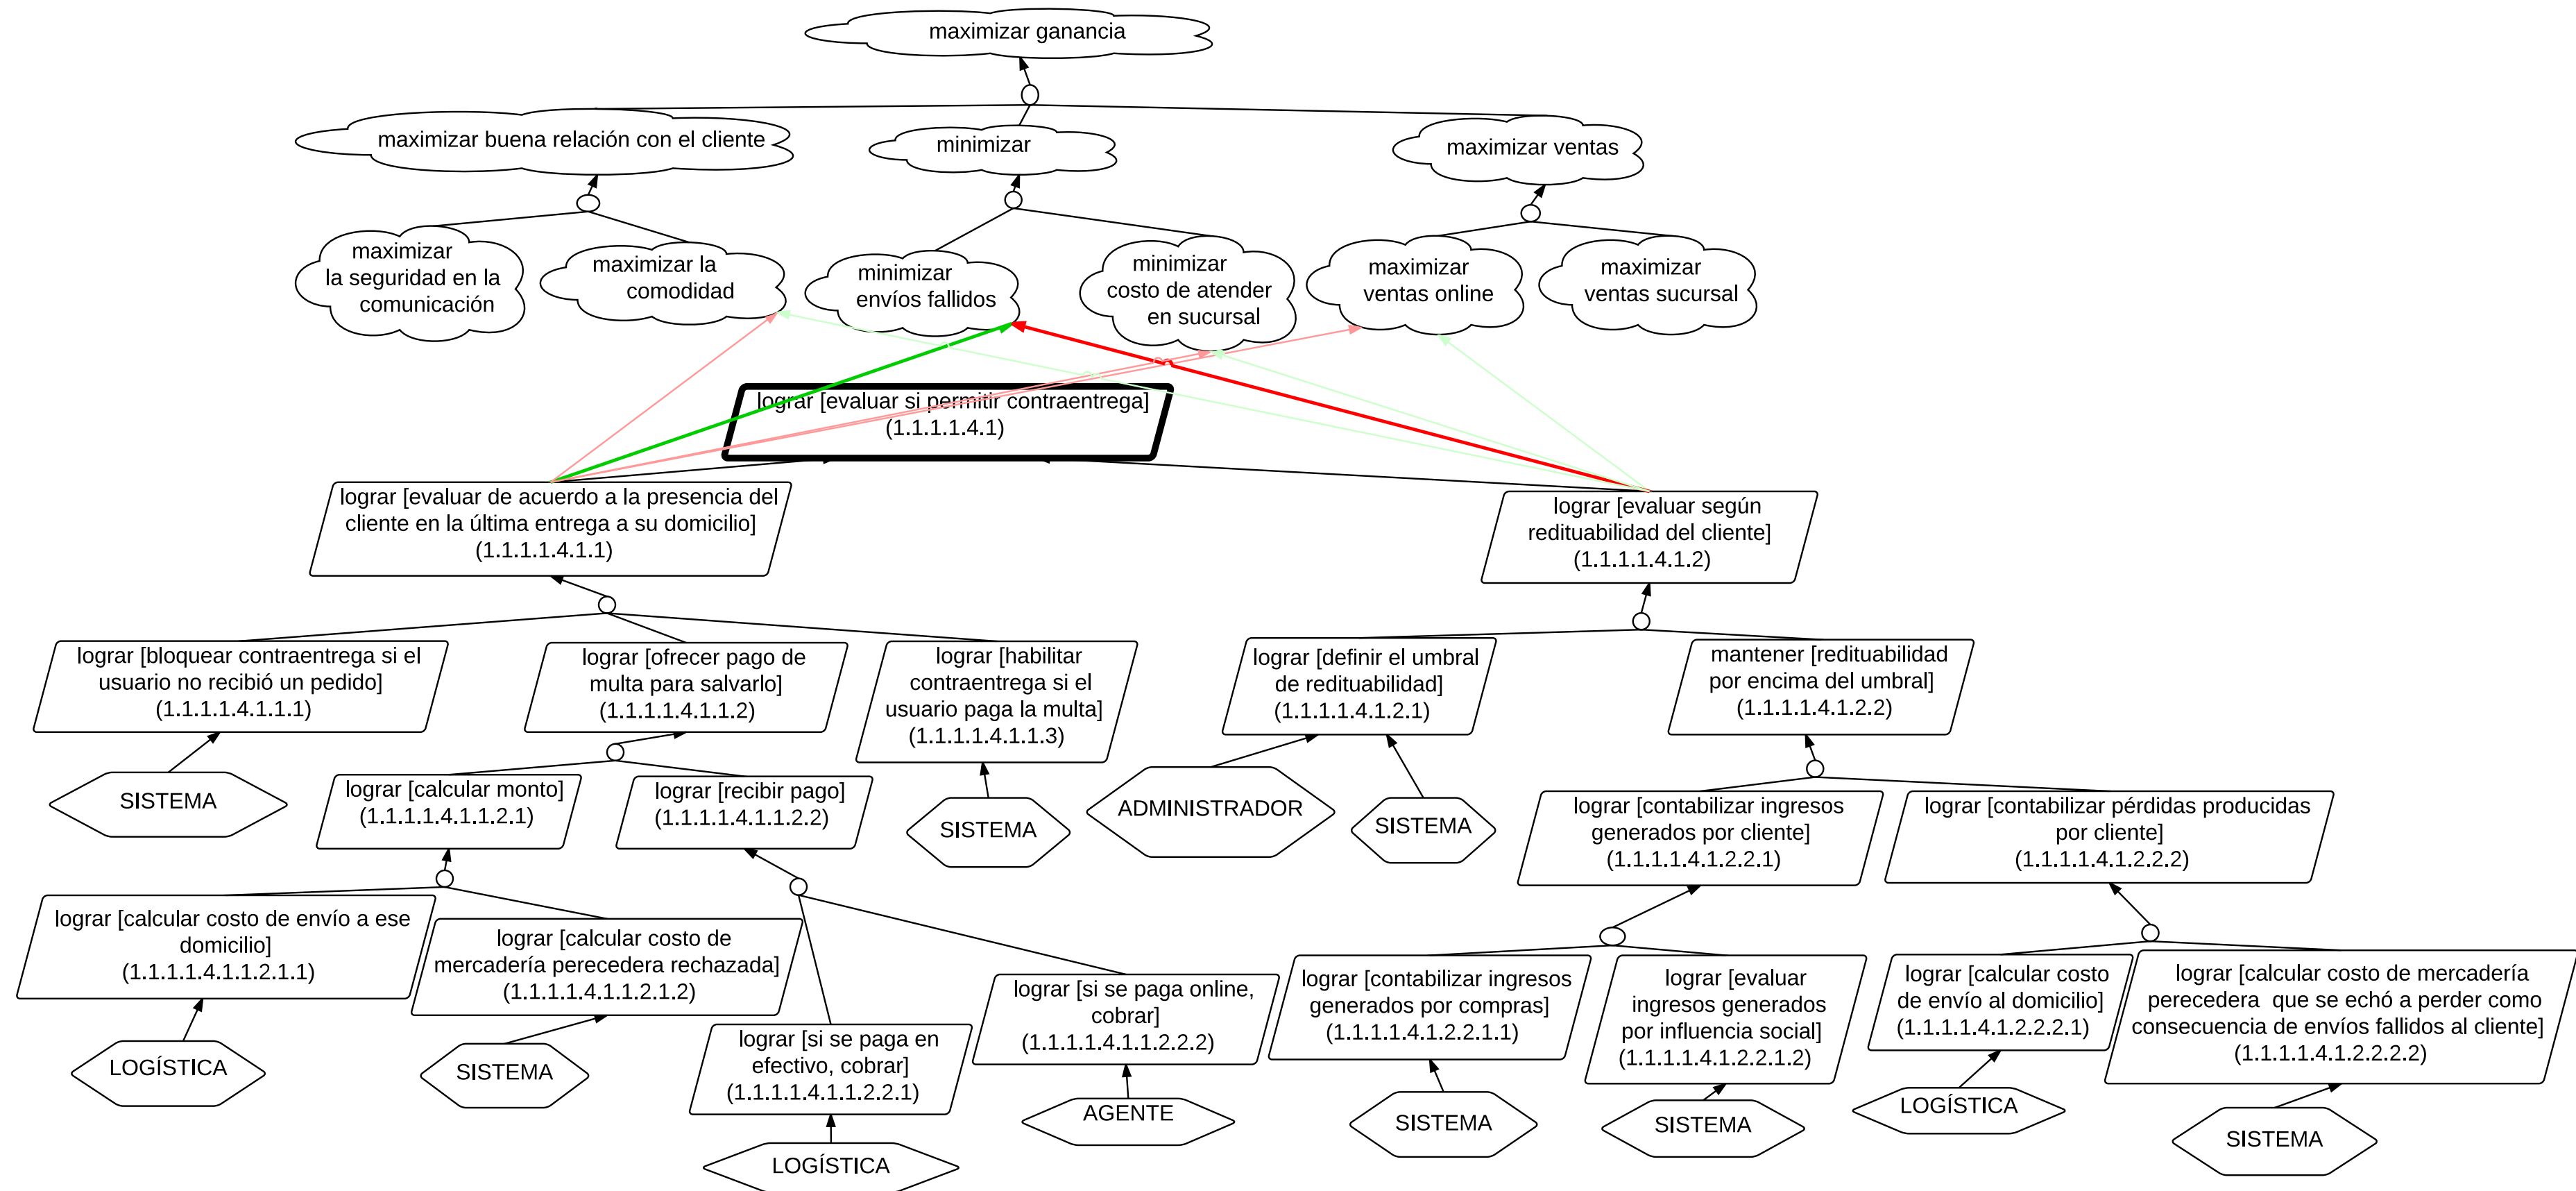 maximizar ganancia
maximizar buena relación con el cliente
minimizar
maximizar ventas
maximizar
la seguridad en la
comunicación
maximizar la
comodidad
minimizar
envíos fallidos
minimizar
costo de atender
en sucursal
maximizar
ventas online
maximizar
ventas sucursal
lograr [evaluar si permitir contraentrega]
(1.1.1.1.4.1)
lograr [evaluar de acuerdo a la presencia del
cliente en la última entrega a su domicilio]
(1.1.1.1.4.1.1)
lograr [evaluar según
redituabilidad del cliente]
(1.1.1.1.4.1.2)
lograr [bloquear contraentrega si el
usuario no recibió un pedido]
(1.1.1.1.4.1.1.1)
lograr [ofrecer pago de
multa para salvarlo]
(1.1.1.1.4.1.1.2)
lograr [habilitar
contraentrega si el
usuario paga la multa]
(1.1.1.1.4.1.1.3)
lograr [definir el umbral
de redituabilidad]
(1.1.1.1.4.1.2.1)
mantener [redituabilidad
por encima del umbral]
(1.1.1.1.4.1.2.2)
SISTEMA
lograr [calcular monto]
(1.1.1.1.4.1.1.2.1)
lograr [recibir pago]
(1.1.1.1.4.1.1.2.2)
SISTEMA
ADMINISTRADOR
SISTEMA
lograr [contabilizar ingresos
generados por cliente]
(1.1.1.1.4.1.2.2.1)
lograr [contabilizar pérdidas producidas
por cliente]
(1.1.1.1.4.1.2.2.2)
lograr [calcular costo de envío a ese
domicilio]
(1.1.1.1.4.1.1.2.1.1)
lograr [calcular costo de
mercadería perecedera rechazada]
(1.1.1.1.4.1.1.2.1.2)
lograr [si se paga en
efectivo, cobrar]
(1.1.1.1.4.1.1.2.2.1)
lograr [si se paga online,
cobrar]
(1.1.1.1.4.1.1.2.2.2)
lograr [contabilizar ingresos
generados por compras]
(1.1.1.1.4.1.2.2.1.1)
lograr [evaluar
ingresos generados
por influencia social]
(1.1.1.1.4.1.2.2.1.2)
lograr [calcular costo
de envío al domicilio]
(1.1.1.1.4.1.2.2.2.1)
lograr [calcular costo de mercadería
perecedera que se echó a perder como
consecuencia de envíos fallidos al cliente]
(1.1.1.1.4.1.2.2.2.2)
LOGÍSTICA
SISTEMA
LOGÍSTICA
AGENTE
SISTEMA
SISTEMA
LOGÍSTICA
SISTEMA